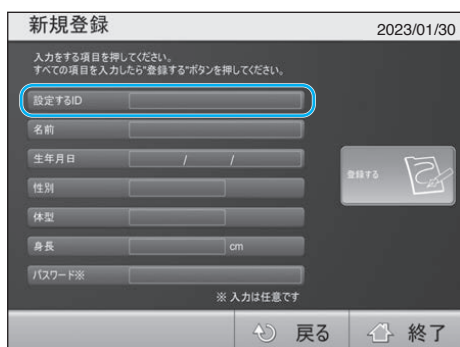 新規登録
2023/01/30
入力をする項目を押してください。
すべての項目を入力したら"登録する"ボタンを押してください。
設定するID
名前
生年月日 / /
登録する
性別
体型
身長 cm
パスワード※
※ 入力は任意です
戻る 終了